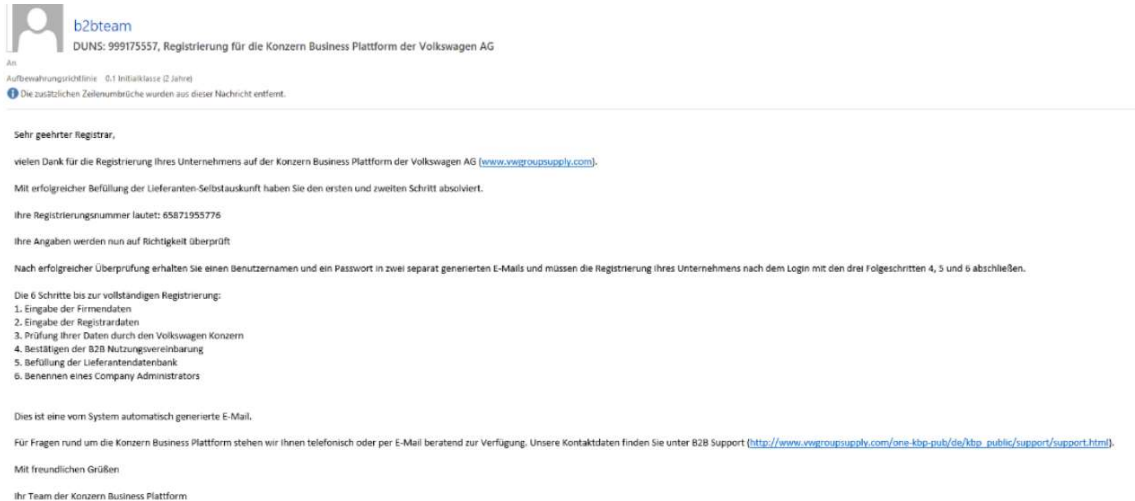 b2bteam
DUNS: 999175557, Registrierung für die Konzern Business Plattform der Volkswagen AG
An
Aufbewahrungsrichtlinie 0.1 Initialklasse (2 Jahre)
Die zusätzlichen Zeilenumbrüche wurden aus dieser Nachricht entfernt.
Sehr geehrter Registrar,
vielen Dank für die Registrierung Ihres Unternehmens auf der Konzern Business Plattform der Volkswagen AG (www.vwgroupsupply.com).
Mit erfolgreicher Befüllung der Lieferanten-Selbstauskunft haben Sie den ersten und zweiten Schritt absolviert.
Ihre Registrierungsnummer lautet: 65871955776
Ihre Angaben werden nun auf Richtigkeit überprüft
Nach erfolgreicher Überprüfung erhalten Sie einen Benutzernamen und ein Passwort in zwei separat generierten E-Mails und müssen die Registrierung Ihres Unternehmens nach dem Login mit den drei Folgeschritten 4, 5 und 6 abschließen.
Die 6 Schritte bis zur vollständigen Registrierung:
1. Eingabe der Firmendaten
2. Eingabe der Registrardaten
3. Prüfung Ihrer Daten durch den Volkswagen Konzern
4. Bestätigen der B2B Nutzungsvereinbarung
5. Befüllung der Lieferantendatenbank
6. Benennen eines Company Administrators
Dies ist eine vom System automatisch generierte E-Mail.
Für Fragen rund um die Konzern Business Plattform stehen wir Ihnen telefonisch oder per E-Mail beratend zur Verfügung. Unsere Kontaktdaten finden Sie unter B2B Support (http://www.vwgroupsupply.com/one-kbp-pub/de/kbp_public/support/support.html).
Mit freundlichen Grüßen
Ihr Team der Konzern Business Plattform